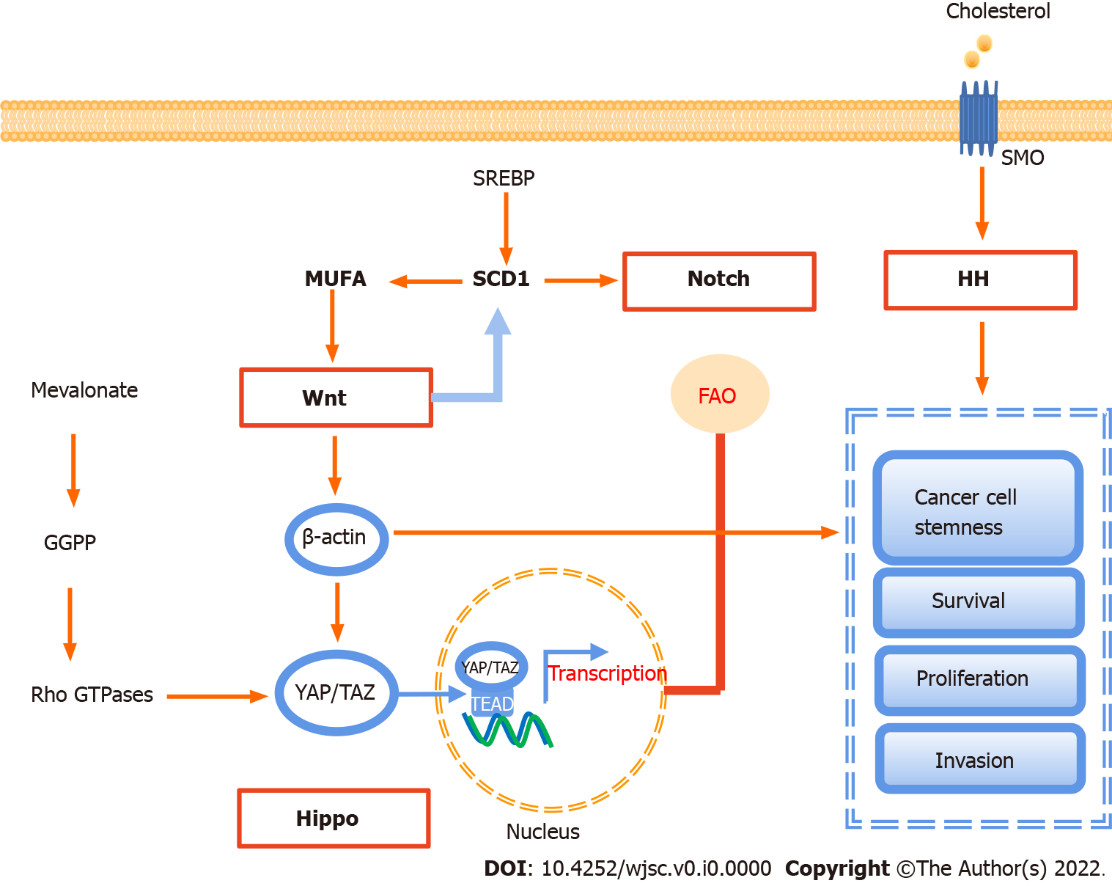 Cholesterol
SMO
SREBP
MUFA
SCD1
Notch
HH
Mevalonate
Wnt
FAO
GGPP
β-actin
Cancer cell
stemness
Survival
Rho GTPases
YAP/TAZ
YAP/TAZ
TEAD
Transcription
Proliferation
Invasion
Hippo
Nucleus
DOI: 10.4252/wjsc.v0.i0.0000 Copyright ©The Author(s) 2022.